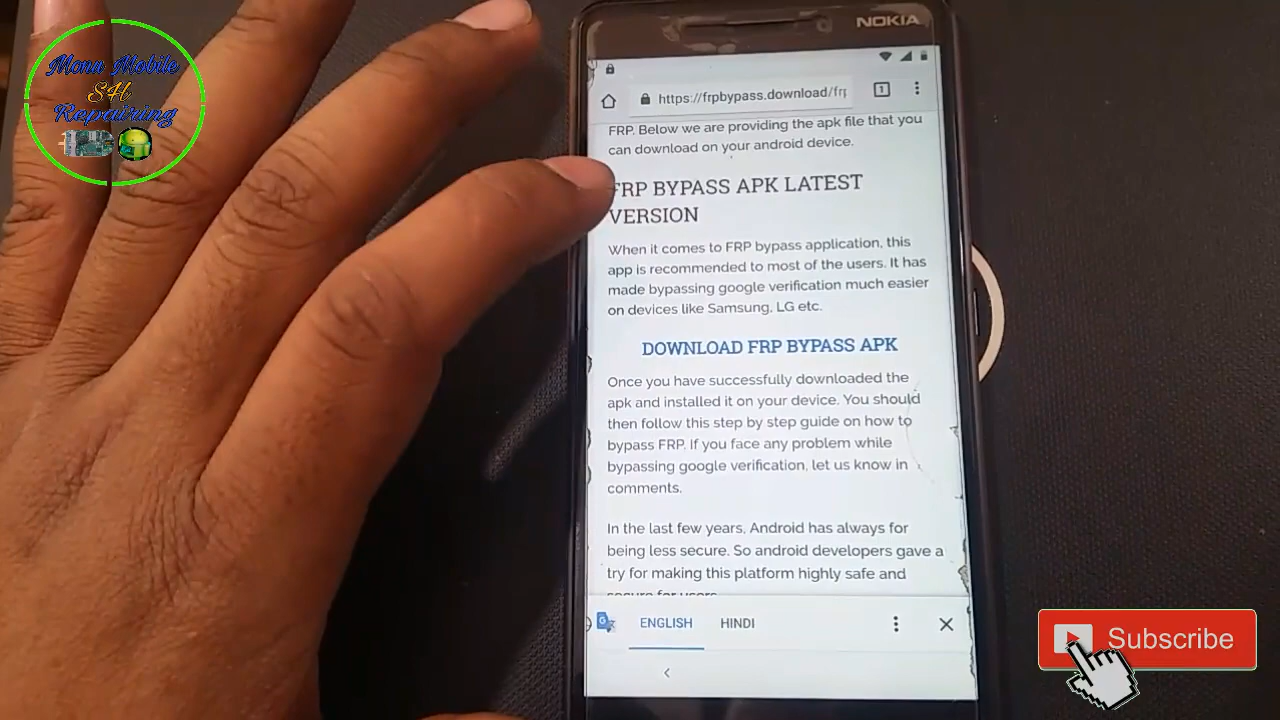 Monu Mobile
SH
Repairing
NOKIA
https://frpbypass.download/frp
1
FRP. Below we are providing the apk file that you
can download on your android device.
FRP BYPASS APK LATEST
VERSION
When it comes to FRP bypass application, this
app is recommended to most of the users. It has
made bypassing google verification much easier
on devices like Samsung, LG etc.
DOWNLOAD FRP BYPASS APK
Once you have successfully downloaded the
apk and installed it on your device. You should
then follow this step by step guide on how to
bypass FRP. If you face any problem while
bypassing google verification, let us know in
comments.
In the last few years, Android has always for
being less secure. So android developers gave a
try for making this platform highly safe and
secure for users.
ENGLISH HINDI
Subscribe